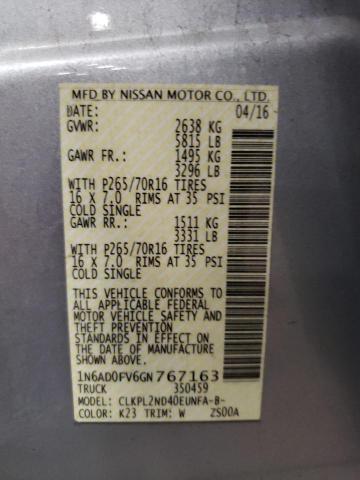 MFD BY NISSAN MOTOR CO., LTD.
DATE: 04/16
GVWR: 2638 KG
5815 LB
GAWR FR.: 1495 KG
3296 LB
WITH P265/70R16 TIRES
16 X 7.0 RIMS AT 35 PSI
COLD SINGLE
GAWR RR.: 1511 KG
3331 LB
WITH P265/70R16 TIRES
16 X 7.0 RIMS AT 35 PSI
COLD SINGLE
THIS VEHICLE CONFORMS TO
ALL APPLICABLE FEDERAL
MOTOR VEHICLE SAFETY AND
THEFT PREVENTION
STANDARDS IN EFFECT ON
THE DATE OF MANUFACTURE
SHOWN ABOVE.
1N6AD0FV6GN767163
TRUCK 350459
MODEL: CLKPL2ND40EUNFA-B-
COLOR: K23 TRIM: W ZS00A